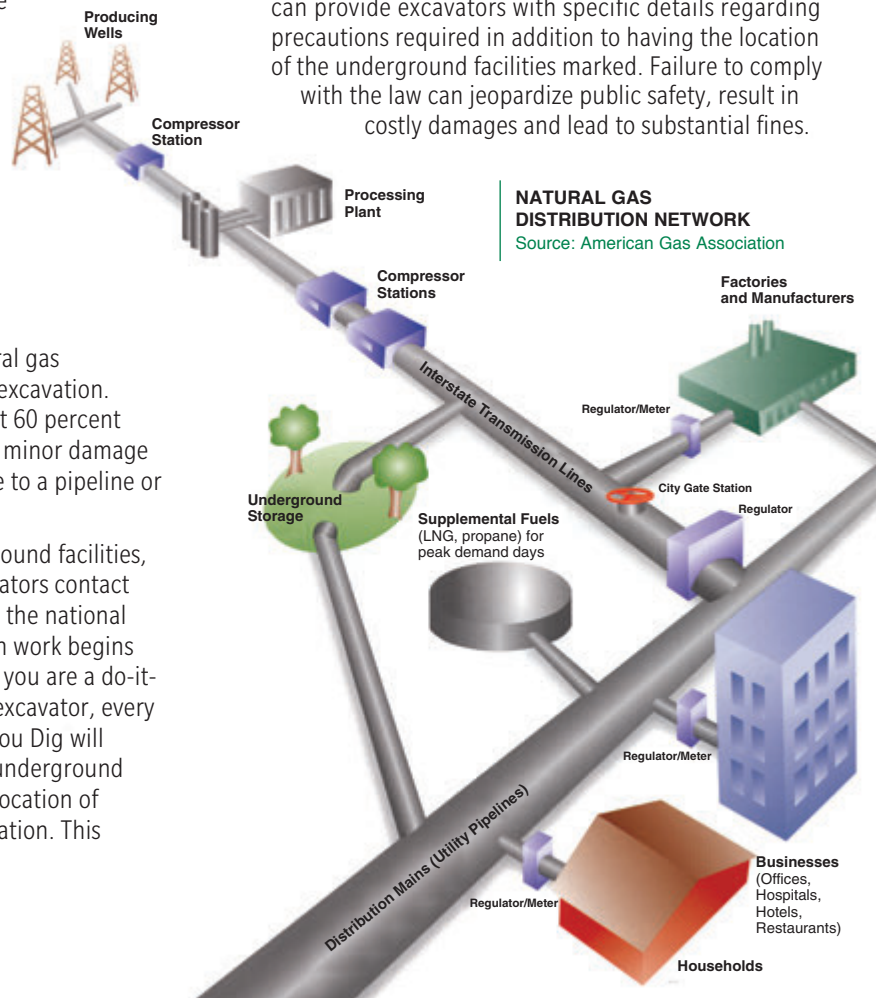 can provide excavators with specific details regarding
precautions required in addition to having the location
of the underground facilities marked. Failure to comply
with the law can jeopardize public safety, result in
costly damages and lead to substantial fines.
Producing
Wells
Compressor
Station
Processing
Plant
NATURAL GAS
DISTRIBUTION NETWORK
Source: American Gas Association
Compressor
Stations
Factories
and Manufacturers
ral gas
excavation.
t 60 percent
minor damage
e to a pipeline or
Interstate Transmission Lines
Regulator/Meter
City Gate Station
Regulator
Underground
Storage
Supplemental Fuels
(LNG, propane) for
peak demand days
ound facilities,
ators contact
the national
n work begins
you are a do-it-
excavator, every
ou Dig will
underground
ocation of
ation. This
Regulator/Meter
Distribution Mains (Utility Pipelines)
Regulator/Meter
Businesses
(Offices,
Hospitals,
Hotels,
Restaurants)
Households